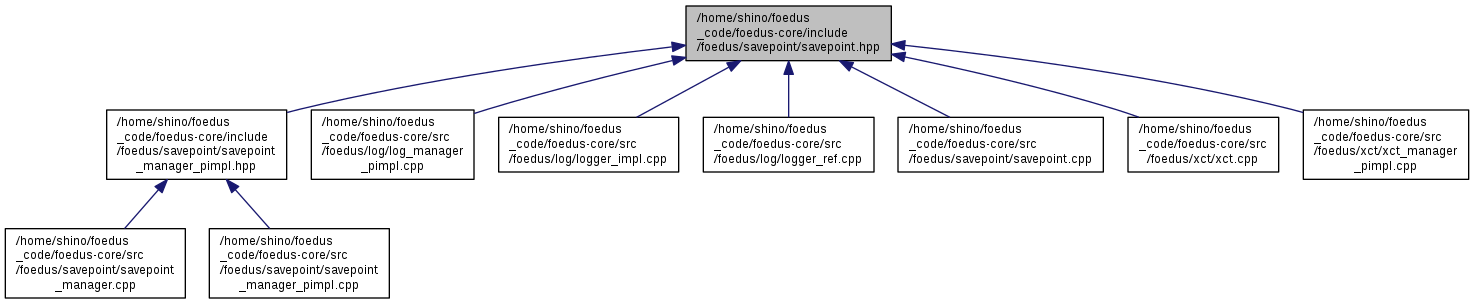 /home/shino/foedus
_code/foedus-core/include
/foedus/savepoint/savepoint.hpp
/home/shino/foedus
_code/foedus-core/include
/foedus/savepoint/savepoint
_manager_pimpl.hpp
/home/shino/foedus
_code/foedus-core/src
/foedus/log/log_manager
_pimpl.cpp
/home/shino/foedus
_code/foedus-core/src
/foedus/log/logger_impl.cpp
/home/shino/foedus
_code/foedus-core/src
/foedus/log/logger_ref.cpp
/home/shino/foedus
_code/foedus-core/src
/foedus/savepoint/savepoint.cpp
/home/shino/foedus
_code/foedus-core/src
/foedus/xct/xct.cpp
/home/shino/foedus
_code/foedus-core/src
/foedus/xct/xct_manager
_pimpl.cpp
/home/shino/foedus
_code/foedus-core/src
/foedus/savepoint/savepoint
_manager.cpp
/home/shino/foedus
_code/foedus-core/src
/foedus/savepoint/savepoint
_manager_pimpl.cpp